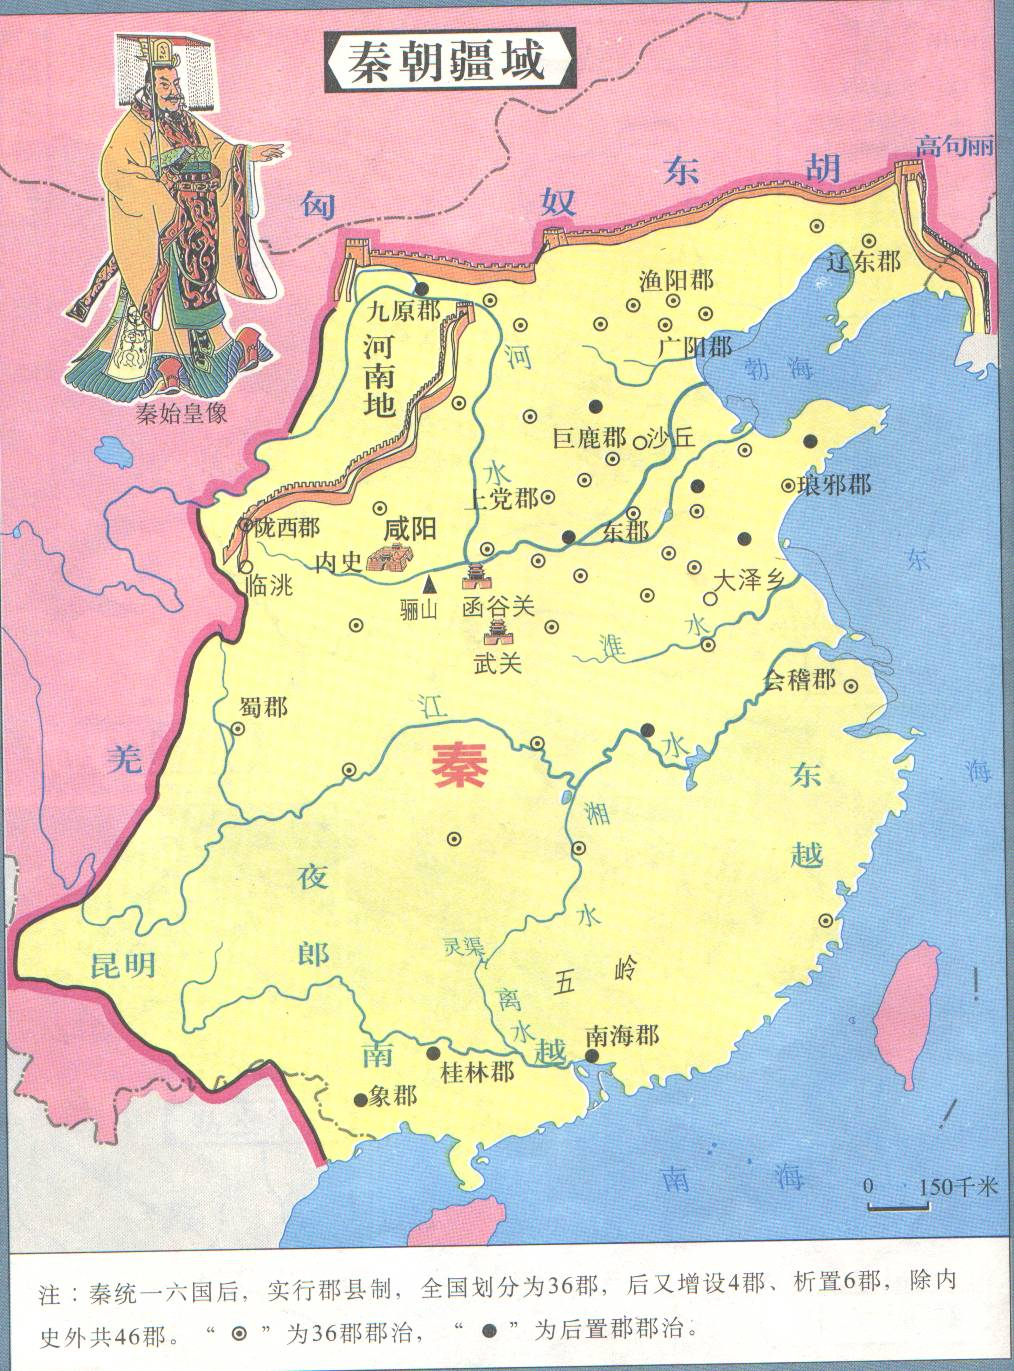 秦朝疆域
高句丽
东胡
匈奴
辽东郡
渔阳郡
九原郡
广阳郡
河南地
河
勃海
秦始皇像
巨鹿郡
沙丘
水
上党郡
琅邪郡
陇西郡
咸阳
东郡
内史
临洮
大泽乡
东
骊山
函谷关
淮水
武关
会稽郡
蜀郡
江
水
羌
秦
东越
海
湘
夜郎
水
昆明
灵渠
五岭
离水
南海郡
南越
桂林郡
象郡
南海
0 150千米
注：秦统一六国后，实行郡县制，全国划分为36郡，后又增设4郡、析置6郡，除内
史外共46郡。“◉”为36郡郡治，“●”为后置郡郡治。